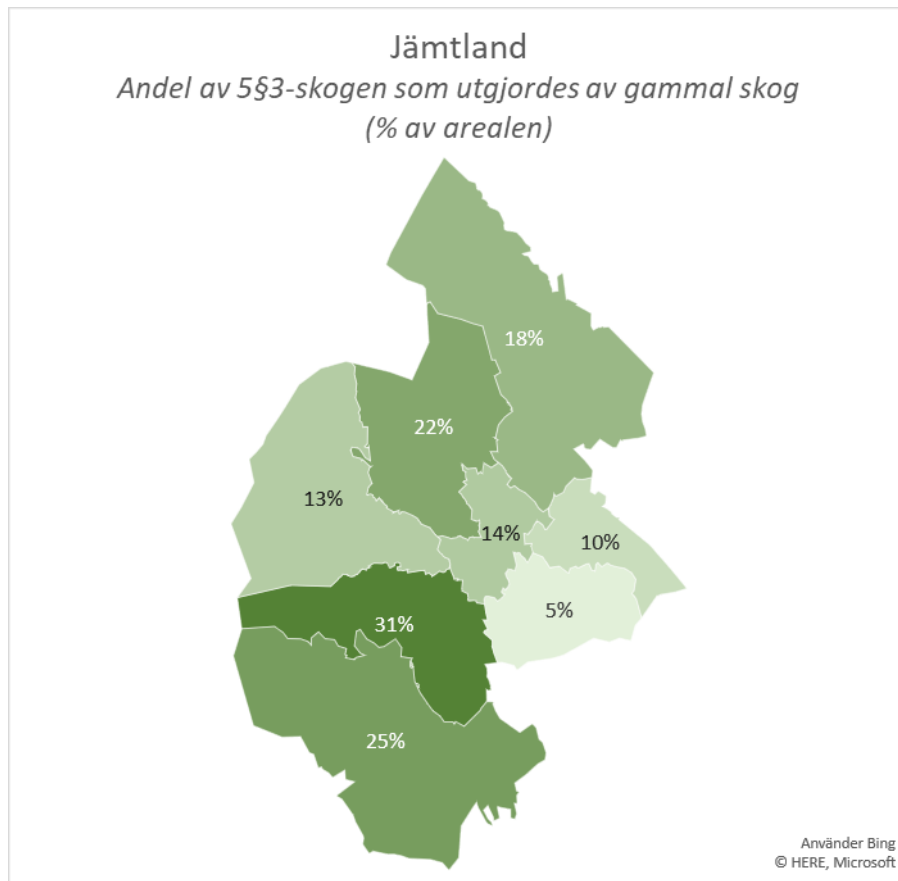 Jämtland
Andel av 5§3-skogen som utgjordes av gammal skog
(% av arealen)
18%
22%
13%
14%
10%
5%
31%
25%
Använder Bing
© HERE, Microsoft